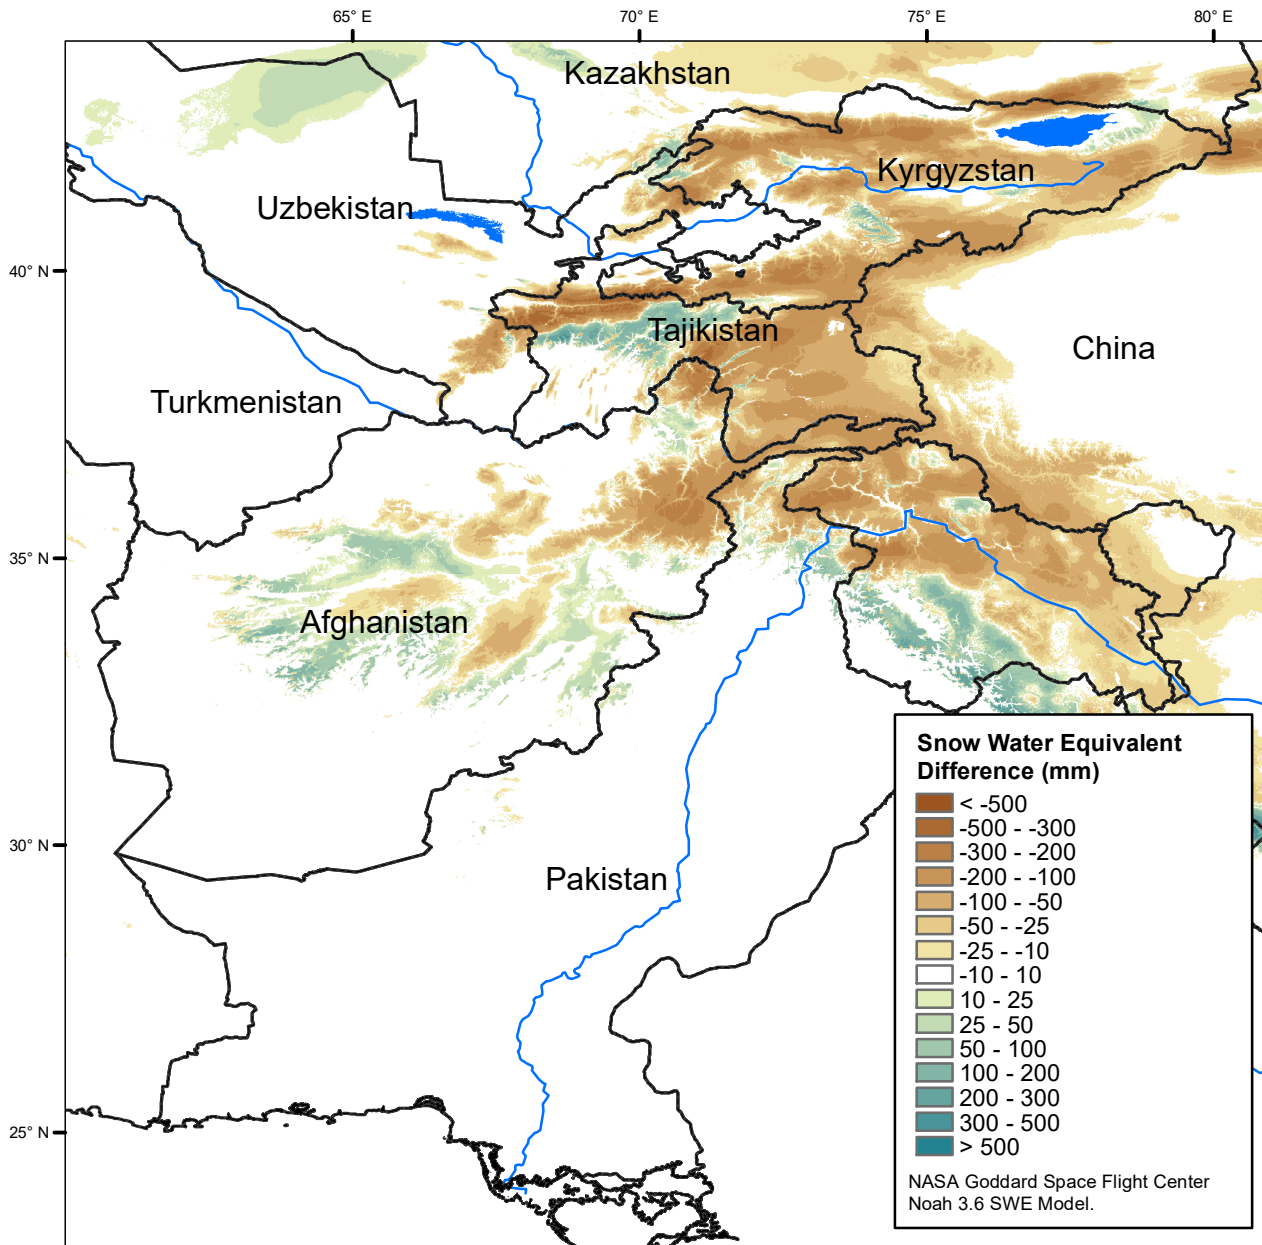 65° E
70° E
75° E
80° E
Kazakhstan
Kyrgyzstan
Uzbekistan
40° N
Tajikistan
China
Turkmenistan
35° N
Afghanistan
Snow Water Equivalent
Difference (mm)
< -500
-500 - -300
-300 - -200
-200 - -100
-100 - -50
-50 - -25
-25 - -10
-10 - 10
10 - 25
25 - 50
50 - 100
100 - 200
200 - 300
300 - 500
> 500
30° N
Pakistan
25° N
NASA Goddard Space Flight Center
Noah 3.6 SWE Model.